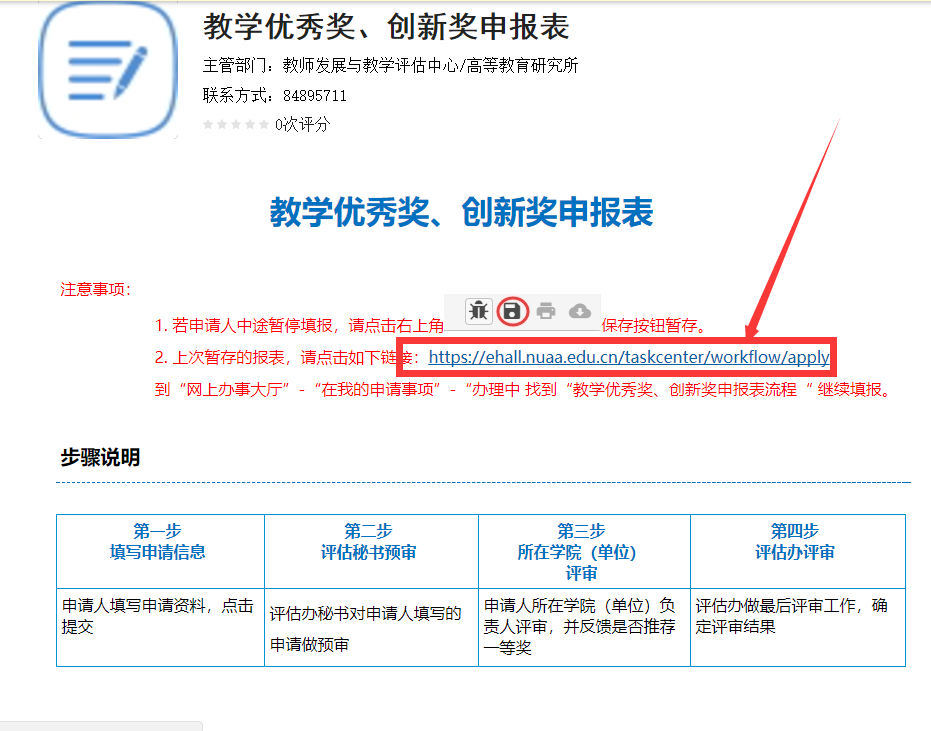 教学优秀奖、创新奖申报表
主管部门：教师发展与教学评估中心/高等教育研究所
联系方式：84895711
0次评分
教学优秀奖、创新奖申报表
注意事项：
1. 若申请人中途暂停填报，请点击右上角 保存按钮暂存。
2. 上次暂存的报表，请点击如下链接：https://ehall.nuaa.edu.cn/taskcenter/workflow/apply
到“网上办事大厅”-“在我的申请事项”-“办理中 找到“教学优秀奖、创新奖申报表流程 “ 继续填报。
步骤说明
第一步
填写申请信息
第二步
评估秘书预审
第三步
所在学院（单位）
评审
第四步
评估办评审
申请人填写申请资料，点击
提交
评估办秘书对申请人填写的
申请做预审
申请人所在学院（单位）负
责人评审，并反馈是否推荐
一等奖
评估办做最后评审工作，确
定评审结果